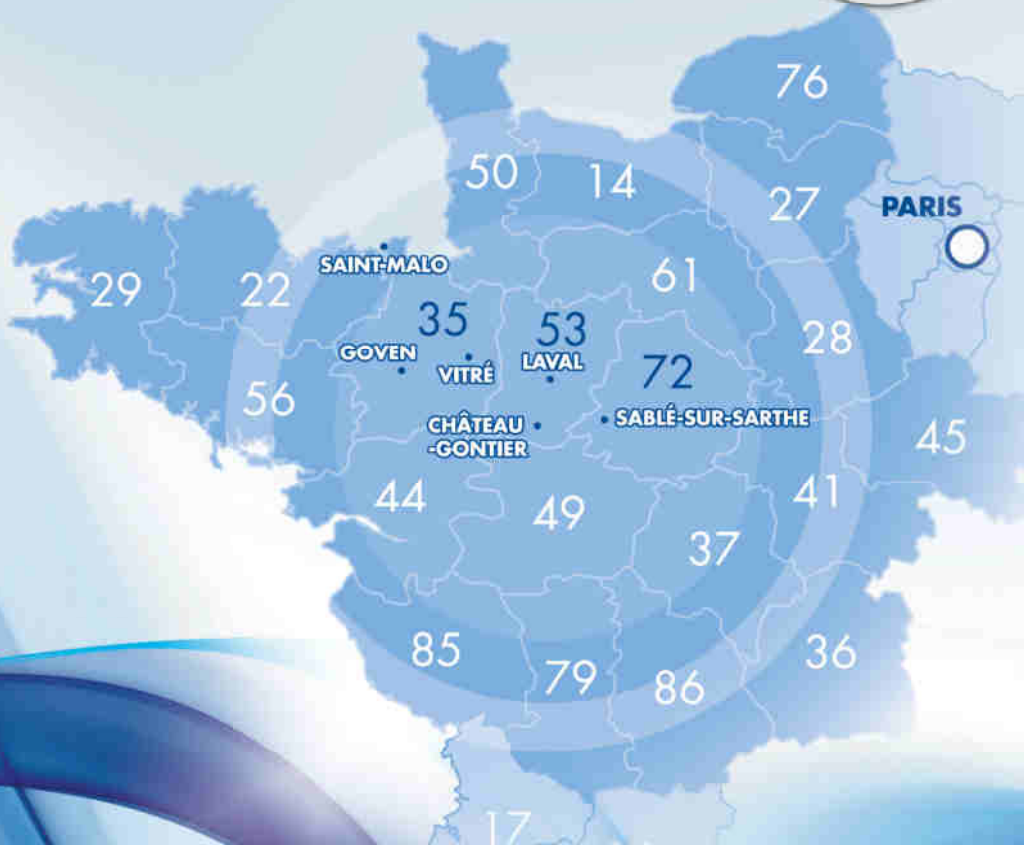 76
50
14
27
PARIS
SAINT-MALO
29
22
61
35
53
28
GOVEN
VITRÉ
LAVAL
72
56
CHÂTEAU
-GONTIER
SABLÉ-SUR-SARTHE
45
44
49
41
37
85
79
86
36
17